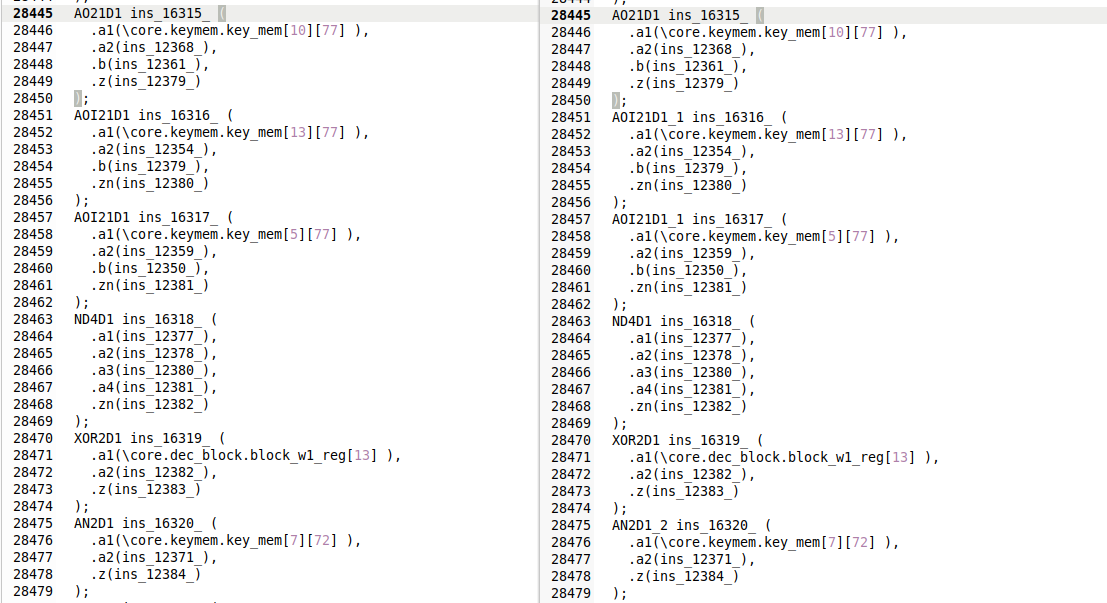 28445 AO21D1 ins_16315_ (
28446 .a1(\core.keymem.key_mem[10][77] ),
28447 .a2(ins_12368_),
28448 .b(ins_12361_),
28449 .z(ins_12379_)
28450 );
28451 AOI21D1 ins_16316_ (
28452 .a1(\core.keymem.key_mem[13][77] ),
28453 .a2(ins_12354_),
28454 .b(ins_12379_),
28455 .zn(ins_12380_)
28456 );
28457 AOI21D1 ins_16317_ (
28458 .a1(\core.keymem.key_mem[5][77] ),
28459 .a2(ins_12359_),
28460 .b(ins_12350_),
28461 .zn(ins_12381_)
28462 );
28463 ND4D1 ins_16318_ (
28464 .a1(ins_12377_),
28465 .a2(ins_12378_),
28466 .a3(ins_12380_),
28467 .a4(ins_12381_),
28468 .zn(ins_12382_)
28469 );
28470 XOR2D1 ins_16319_ (
28471 .a1(\core.dec_block.block_w1_reg[13] ),
28472 .a2(ins_12382_),
28473 .z(ins_12383_)
28474 );
28475 AN2D1 ins_16320_ (
28476 .a1(\core.keymem.key_mem[7][72] ),
28477 .a2(ins_12371_),
28478 .z(ins_12384_)
28479 );
28445 AO21D1 ins_16315_ (
28446 .a1(\core.keymem.key_mem[10][77] ),
28447 .a2(ins_12368_),
28448 .b(ins_12361_),
28449 .z(ins_12379_)
28450 );
28451 AOI21D1_1 ins_16316_ (
28452 .a1(\core.keymem.key_mem[13][77] ),
28453 .a2(ins_12354_),
28454 .b(ins_12379_),
28455 .zn(ins_12380_)
28456 );
28457 AOI21D1_1 ins_16317_ (
28458 .a1(\core.keymem.key_mem[5][77] ),
28459 .a2(ins_12359_),
28460 .b(ins_12350_),
28461 .zn(ins_12381_)
28462 );
28463 ND4D1 ins_16318_ (
28464 .a1(ins_12377_),
28465 .a2(ins_12378_),
28466 .a3(ins_12380_),
28467 .a4(ins_12381_),
28468 .zn(ins_12382_)
28469 );
28470 XOR2D1 ins_16319_ (
28471 .a1(\core.dec_block.block_w1_reg[13] ),
28472 .a2(ins_12382_),
28473 .z(ins_12383_)
28474 );
28475 AN2D1_2 ins_16320_ (
28476 .a1(\core.keymem.key_mem[7][72] ),
28477 .a2(ins_12371_),
28478 .z(ins_12384_)
28479 );